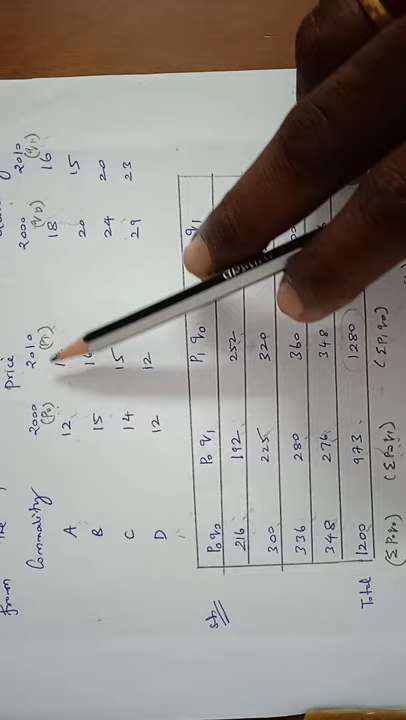 from the
price
Commodity 2000 2010 2000 2010
(P₀) (P₁) (q₀) (q₁)
A 12 18 16
B 15 16 20 15
C 14 15 24 20
D 12 12 29 23
P₀q₀ P₀q₁ P₁q₀ q₁
216 192 252
300 225 320
336 280 360
348 276 348
Total 1200 973 1280
(ΣP₀q₀) (ΣP₀q₁) (ΣP₁q₀)